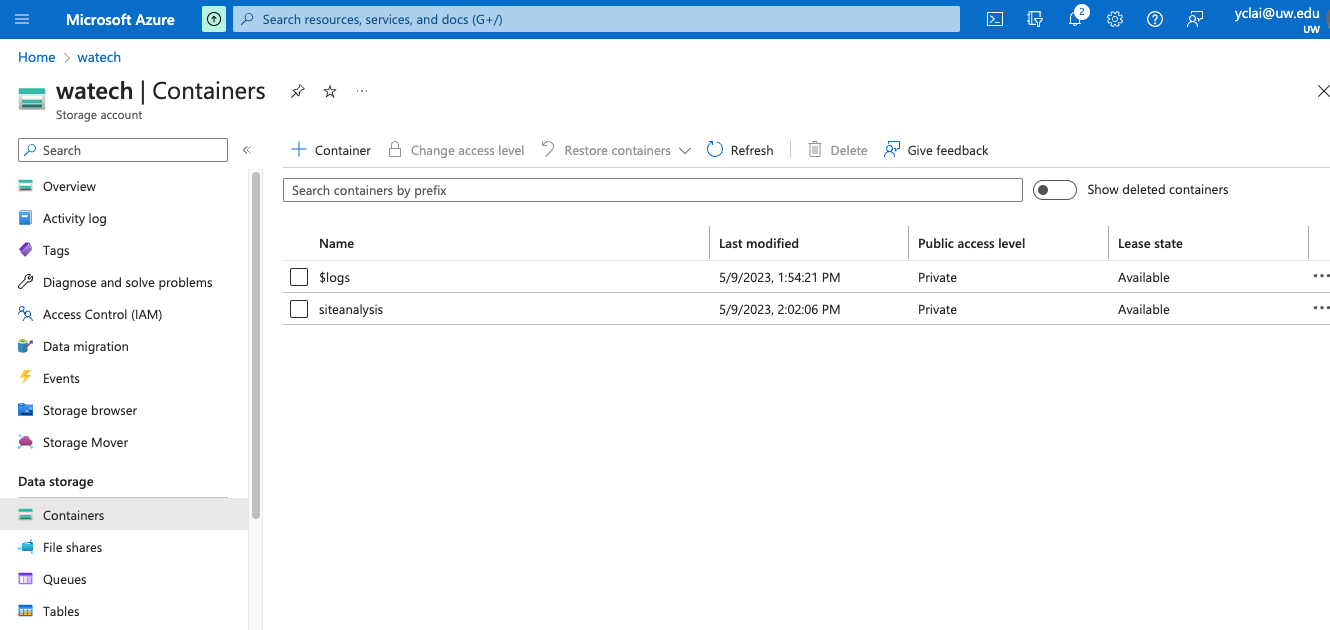 Microsoft Azure
Search resources, services, and docs (G+/)
2
yclai@uw.edu
UW
Home > watech
watech | Containers
Storage account
Search
Container
Change access level
Restore containers
Refresh
Delete
Give feedback
Overview
Activity log
Tags
Diagnose and solve problems
Access Control (IAM)
Data migration
Events
Storage browser
Storage Mover
Data storage
Containers
File shares
Queues
Tables
Search containers by prefix
Show deleted containers
Name Last modified Public access level Lease state
$logs 5/9/2023, 1:54:21 PM Private Available
siteanalysis 5/9/2023, 2:02:06 PM Private Available